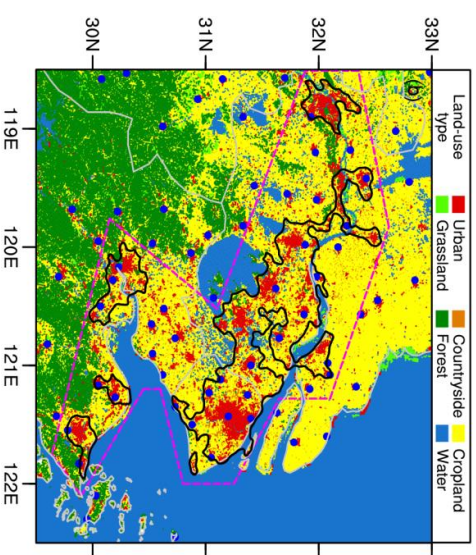 Land-use Urban Countryside Cropland
type Grassland Forest Water
33N
32N
31N
30N
119E 120E 121E 122E